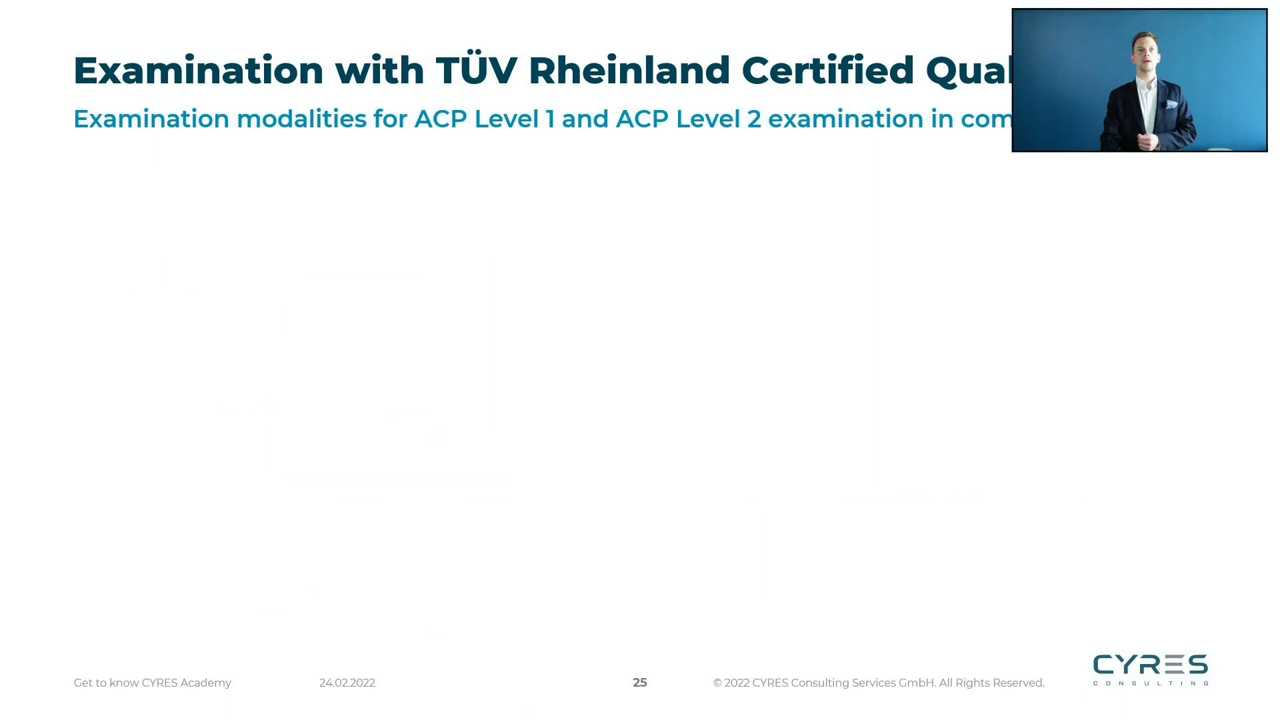 Examination with TÜV Rheinland Certified Qual
Examination modalities for ACP Level 1 and ACP Level 2 examination in com
Get to know CYRES Academy
24.02.2022
25
© 2022 CYRES Consulting Services GmbH. All Rights Reserved.
CYRES
CONSULTING